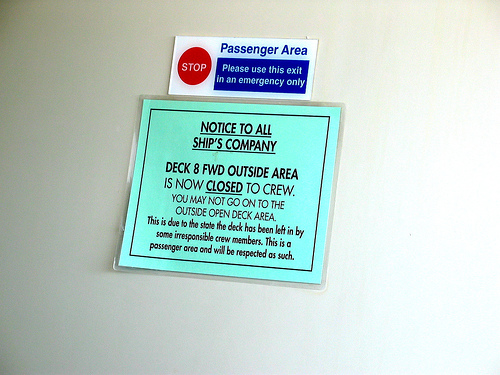 STOP
Passenger Area
Please use this exit
in an emergency only
NOTICE TO ALL
SHIP'S COMPANY
DECK 8 FWD OUTSIDE AREA
IS NOW CLOSED TO CREW.
YOU MAY NOT GO ON TO THE
OUTSIDE OPEN DECK AREA.
This is due to the state the deck has been left in by
some irresponsible crew members. This is a
passenger area and will be respected as such.